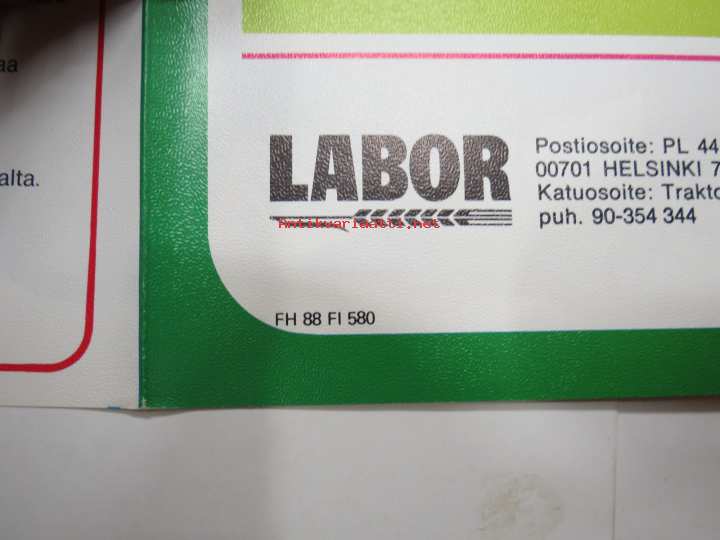 aa
alta.
LABOR
Antikvariaatti.net
Postiosoite: PL 44
00701 HELSINKI 7
Katuosoite: Trakto
puh. 90-354 344
FH 88 FI 580